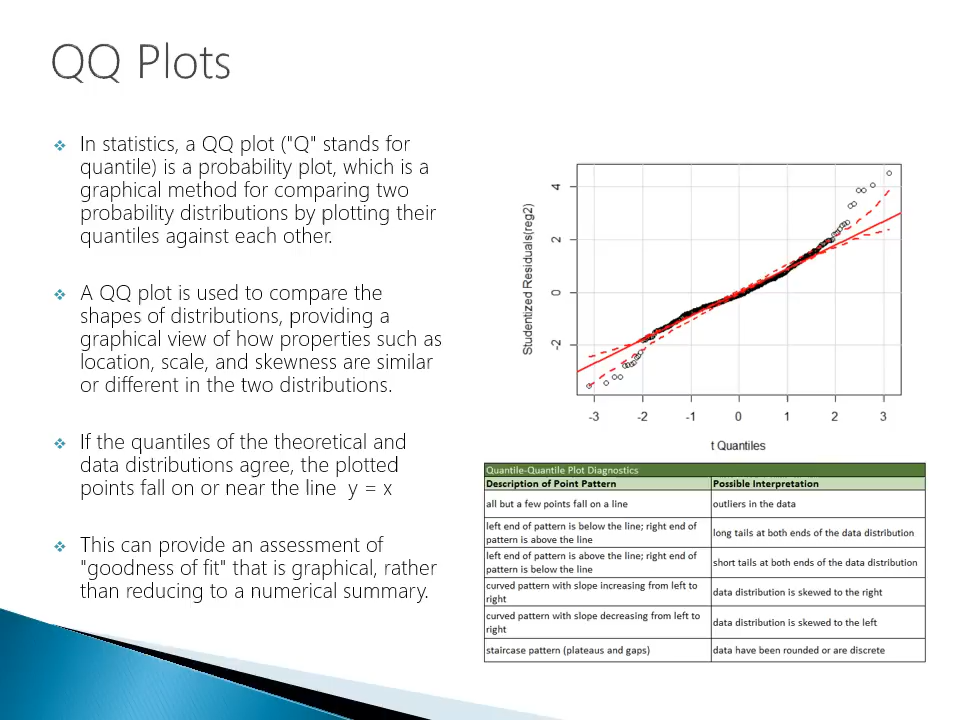 QQ Plots
❖ In statistics, a QQ plot ("Q" stands for
quantile) is a probability plot, which is a
graphical method for comparing two
probability distributions by plotting their
quantiles against each other.
❖ A QQ plot is used to compare the
shapes of distributions, providing a
graphical view of how properties such as
location, scale, and skewness are similar
or different in the two distributions.
❖ If the quantiles of the theoretical and
data distributions agree, the plotted
points fall on or near the line y = x
❖ This can provide an assessment of
"goodness of fit" that is graphical, rather
than reducing to a numerical summary.
Studentized Residuals(reg2)
4
2
0
-2
-3 -2 -1 0 1 2 3
t Quantiles
Quantile-Quantile Plot Diagnostics
Description of Point Pattern Possible Interpretation
all but a few points fall on a line outliers in the data
left end of pattern is below the line; right end of
pattern is above the line
long tails at both ends of the data distribution
left end of pattern is above the line; right end of
pattern is below the line
short tails at both ends of the data distribution
curved pattern with slope increasing from left to
right
data distribution is skewed to the right
curved pattern with slope decreasing from left to
right
data distribution is skewed to the left
staircase pattern (plateaus and gaps) data have been rounded or are discrete